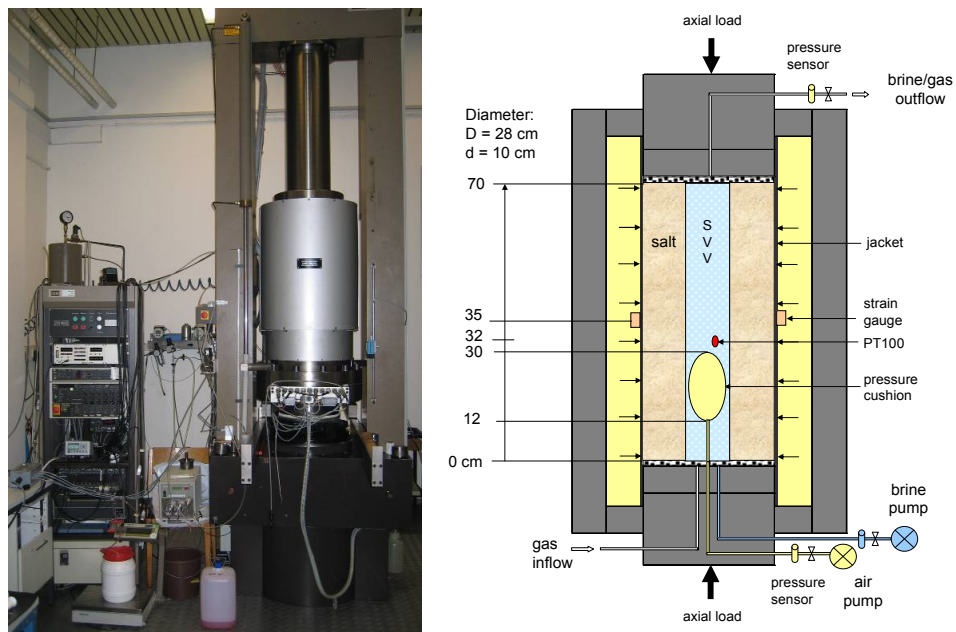 axial load
pressure
sensor
brine/gas
outflow
Diameter:
D = 28 cm
d = 10 cm
70
S
V
V
salt
jacket
35
strain
gauge
32
PT100
30
pressure
cushion
12
0 cm
brine
pump
gas
inflow
pressure
sensor
air
pump
axial load